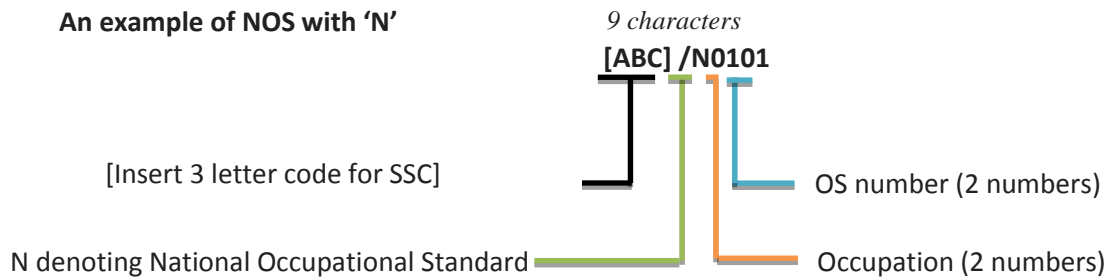 An example of NOS with ‘N’
9 characters
[ABC] /N0101
[Insert 3 letter code for SSC]
OS number (2 numbers)
N denoting National Occupational Standard
Occupation (2 numbers)